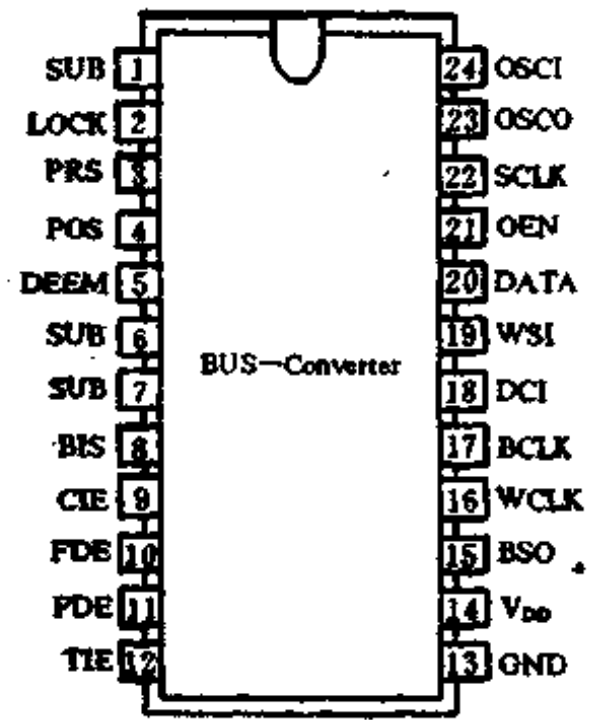 SUB 1 24 OSCI
LOCK 2 23 OSCO
PRS 3 22 SCLK
POS 4 21 OEN
DEEM 5 20 DATA
SUB 6 19 WSI
BUS—Converter
SUB 7 18 DCI
BIS 8 17 BCLK
CIE 9 16 WCLK
FDE 10 15 BSO
PDE 11 14 VDD
TIE 12 13 GND